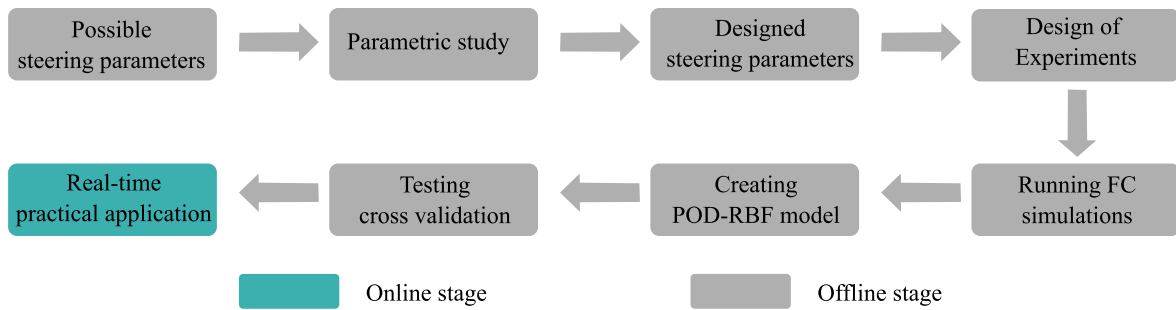 Possible
steering parameters
Parametric study
Designed
steering parameters
Design of
Experiments
Real-time
practical application
Testing
cross validation
Creating
POD-RBF model
Running FC
simulations
Online stage
Offline stage